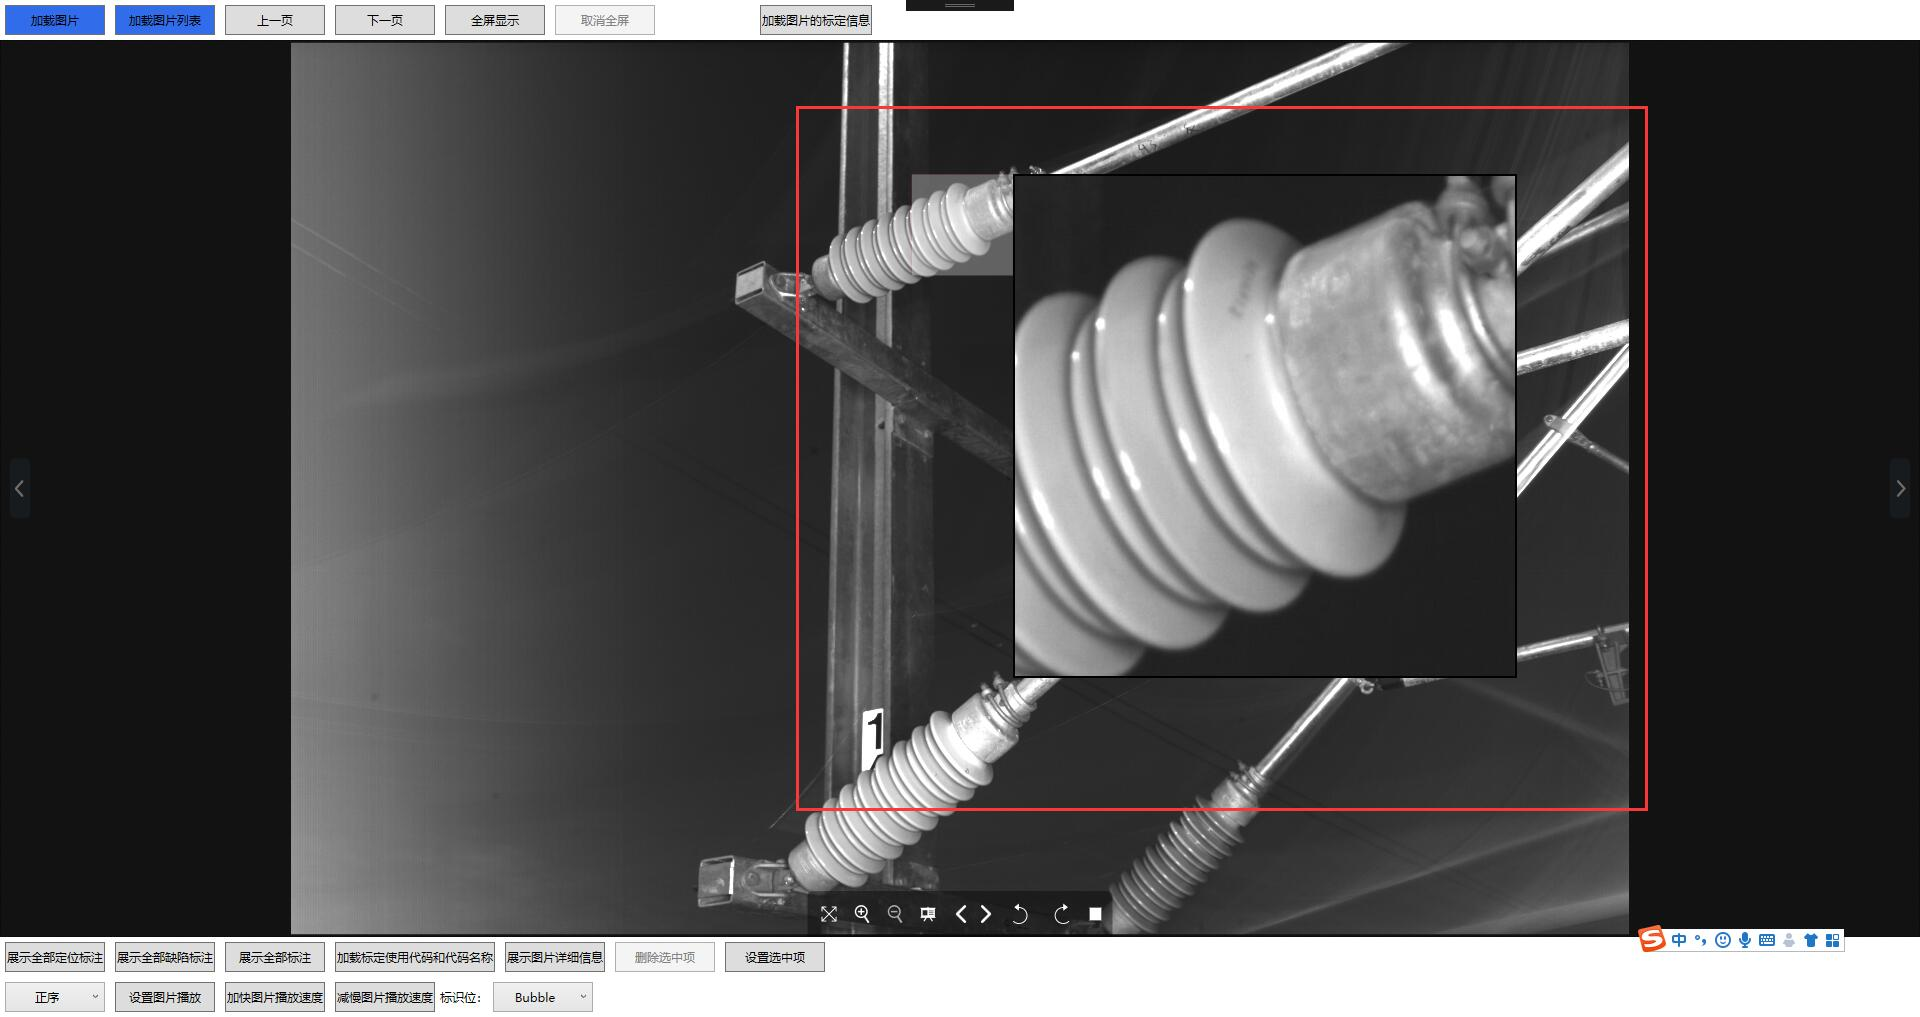 加载图片 加载图片列表 上一页 下一页 全屏显示 取消全屏 加载图片的标定信息
43
1
展示全部定位标注 展示全部缺陷标注 展示全部标注 加载标定使用代码和代码名称 展示图片详细信息 删除选中项 设置选中项
正序 设置图片播放 加快图片播放速度 减慢图片播放速度 标识位： Bubble
中